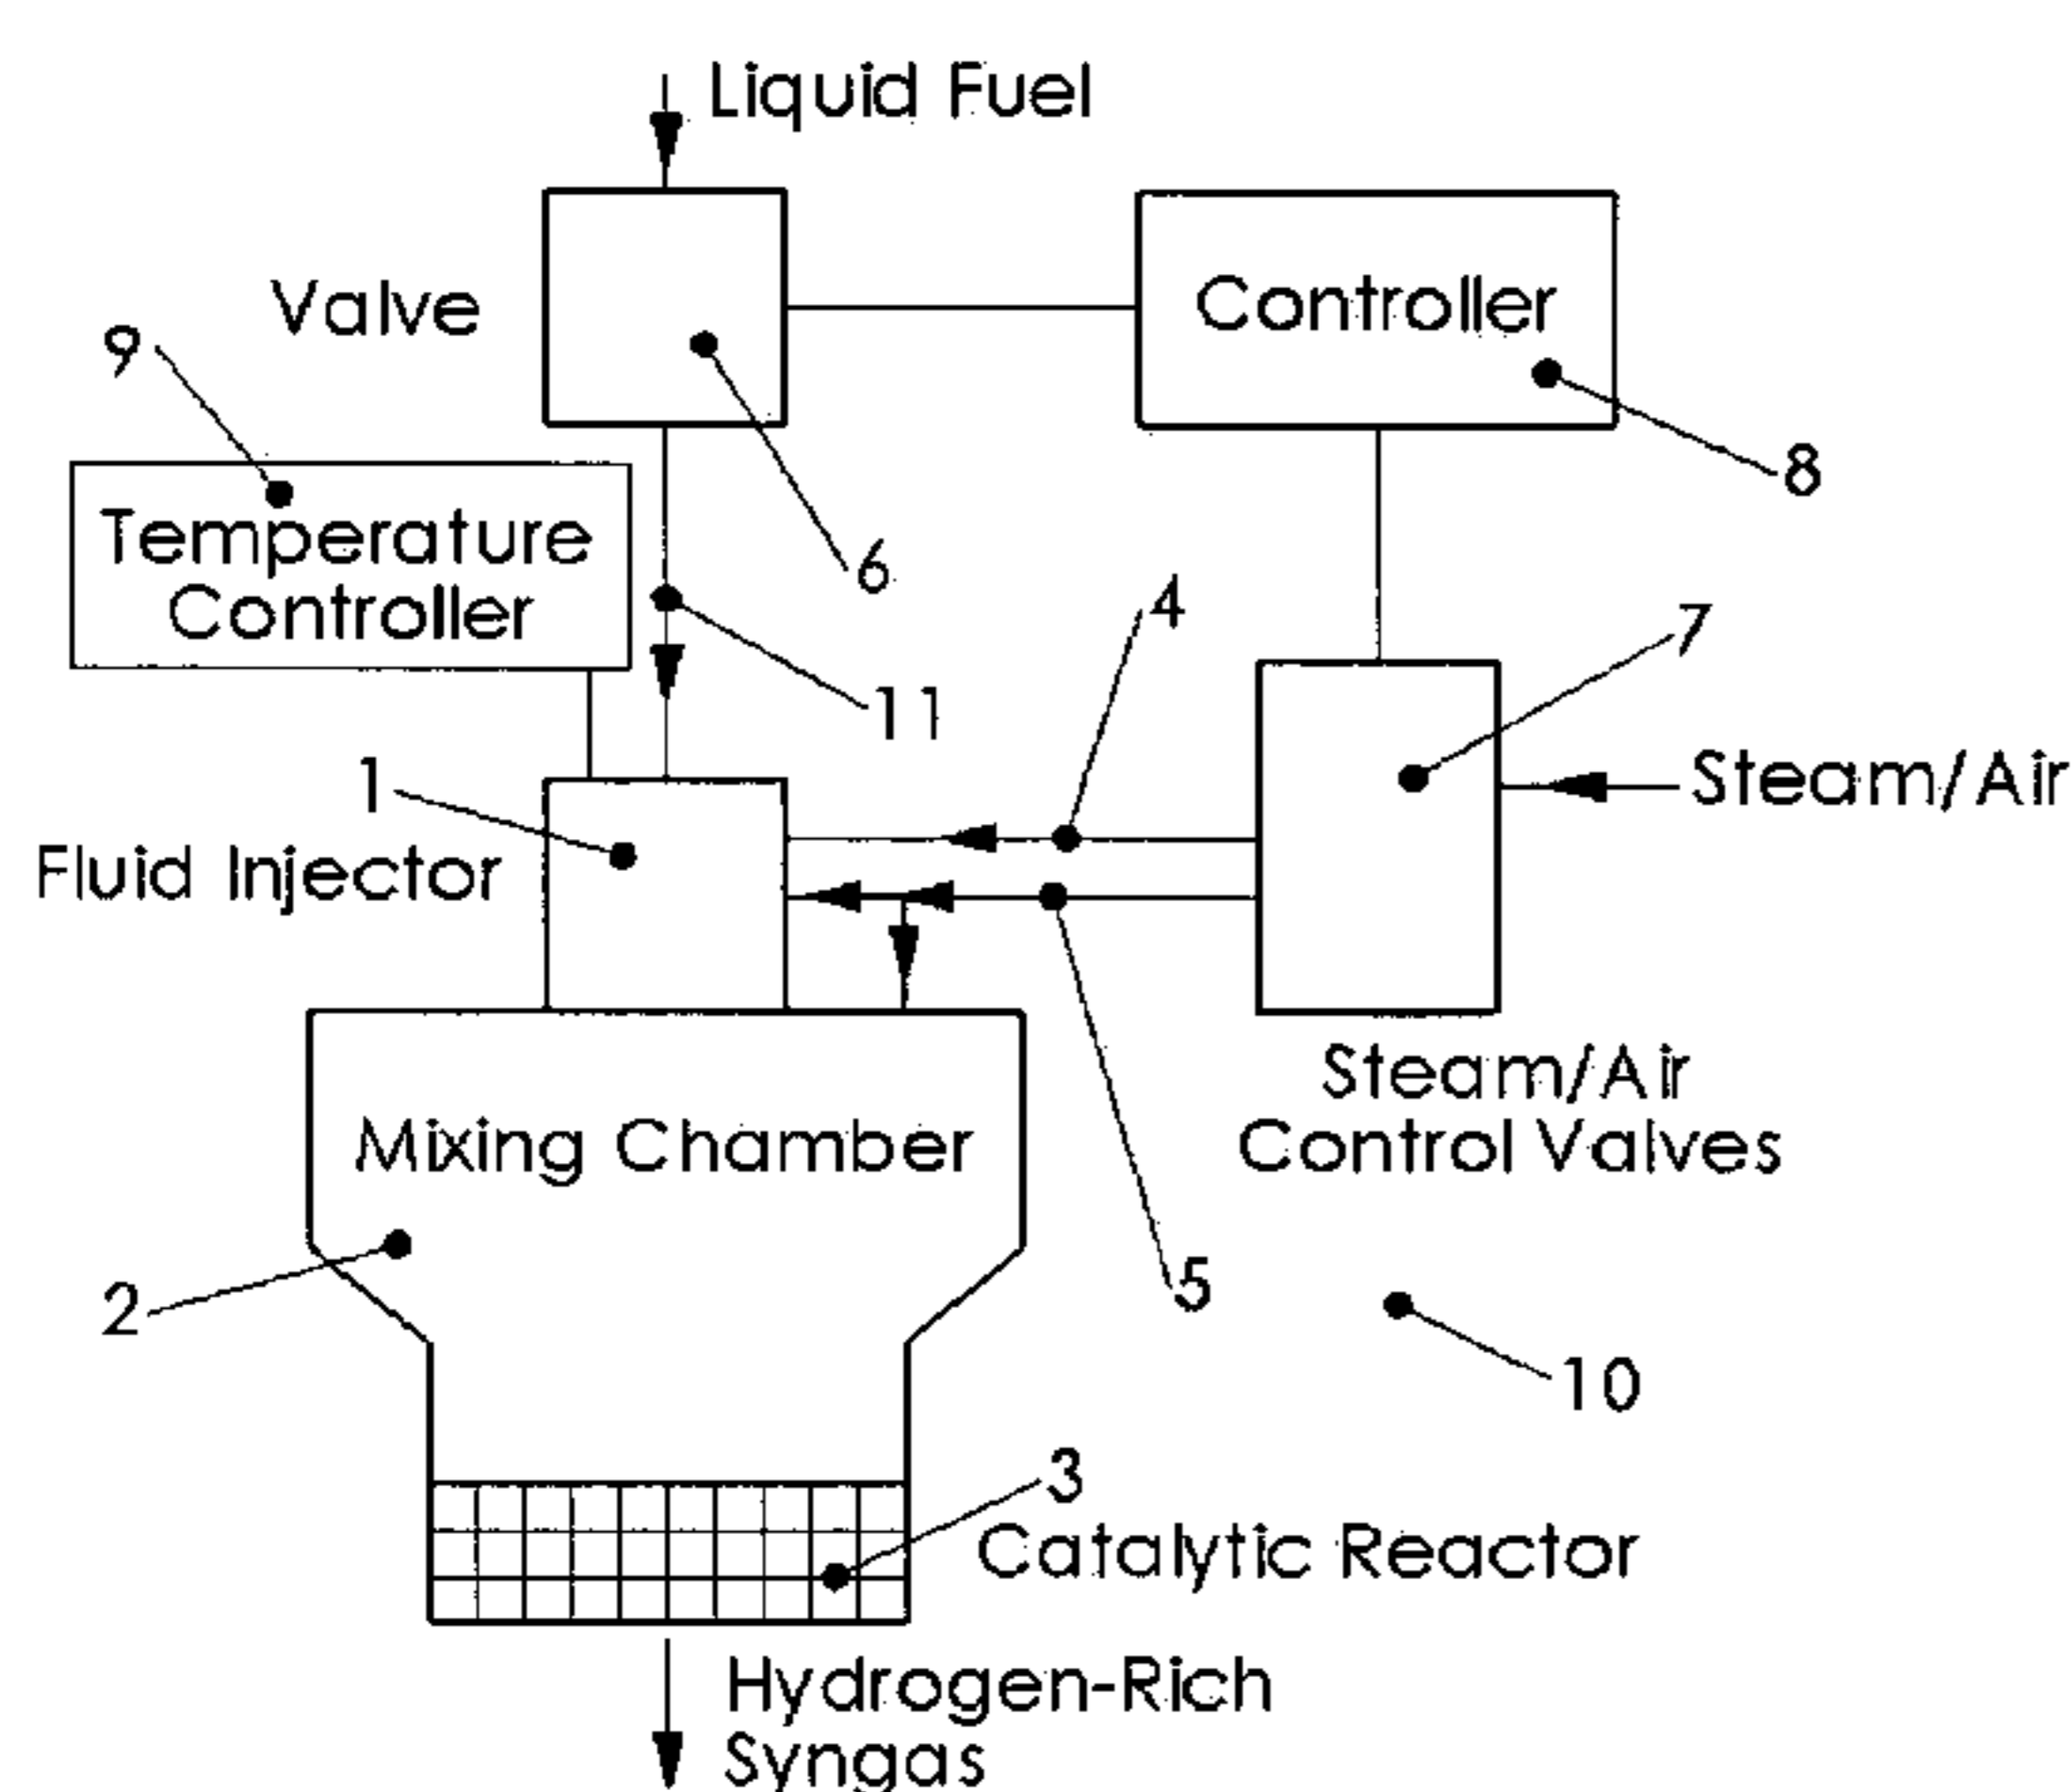 Liquid Fuel
Valve
Controller
9
8
Temperature
Controller
6
4
7
11
1
Steam/Air
Fluid Injector
Steam/Air
Control Valves
Mixing Chamber
2
5
10
3
Catalytic Reactor
Hydrogen-Rich
Syngas